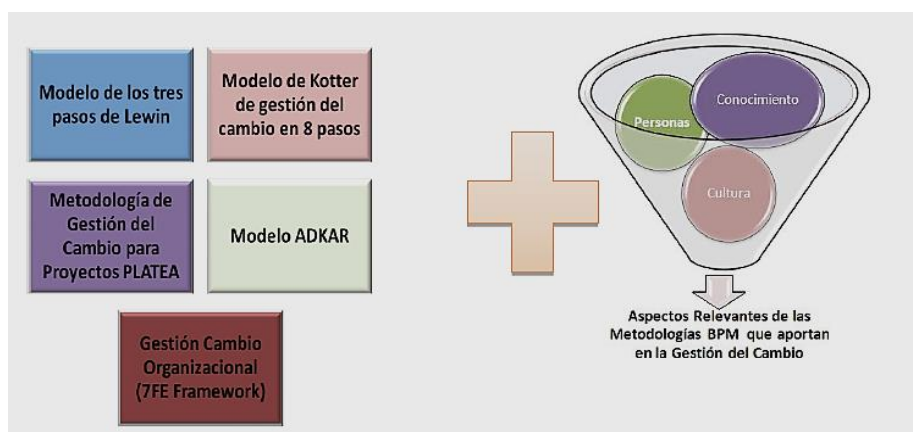 Modelo de los tres
pasos de Lewin
Modelo de Kotter
de gestión del
cambio en 8 pasos
Metodología de
Gestión del
Cambio para
Proyectos PLATEA
Modelo ADKAR
Gestión Cambio
Organizacional
(7FE Framework)
Conocimiento
Personas
Cultura
Aspectos Relevantes de las
Metodologías BPM que aportan
en la Gestión del Cambio